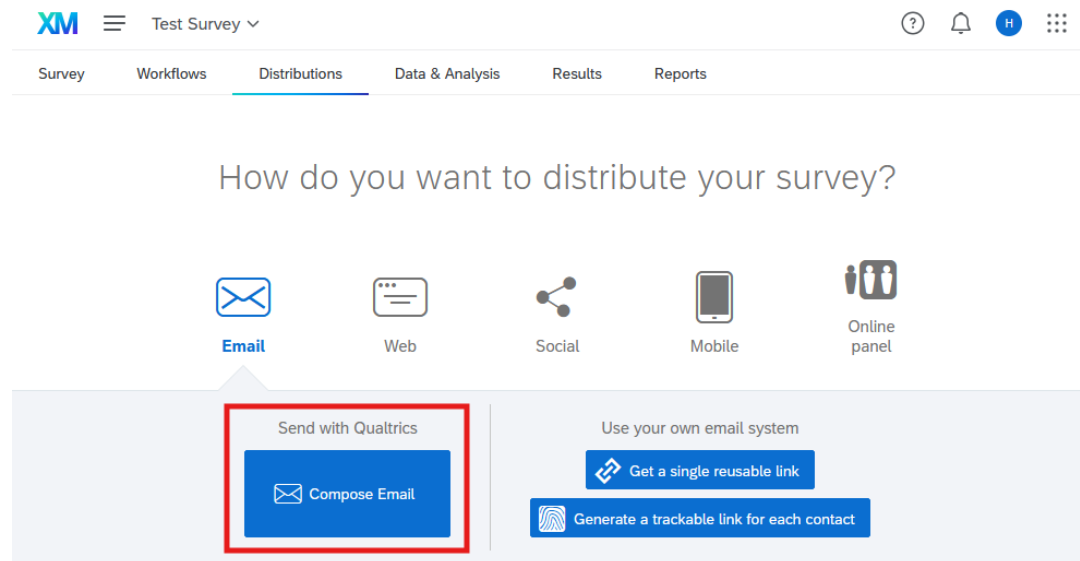 XM Test Survey H
Survey Workflows Distributions Data & Analysis Results Reports
How do you want to distribute your survey?
Email Web Social Mobile Online panel
Send with Qualtrics
Compose Email
Use your own email system
Get a single reusable link
Generate a trackable link for each contact